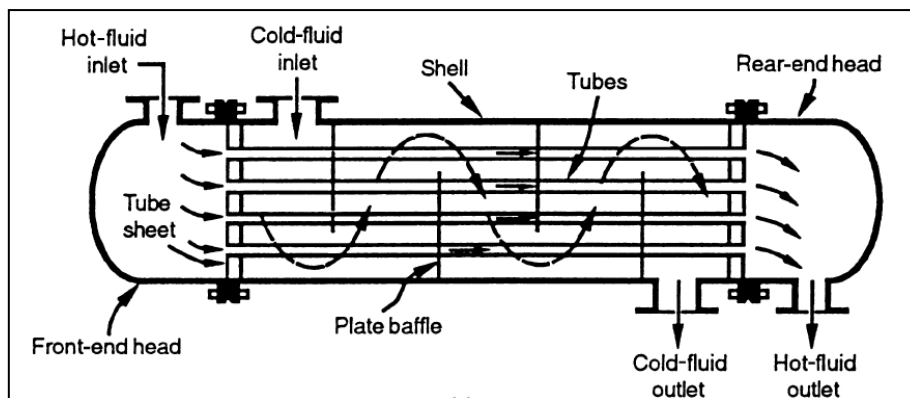 Hot-fluid
inlet
Cold-fluid
inlet
Shell
Tubes
Rear-end head
Tube
sheet
Plate baffle
Front-end head
Cold-fluid
outlet
Hot-fluid
outlet